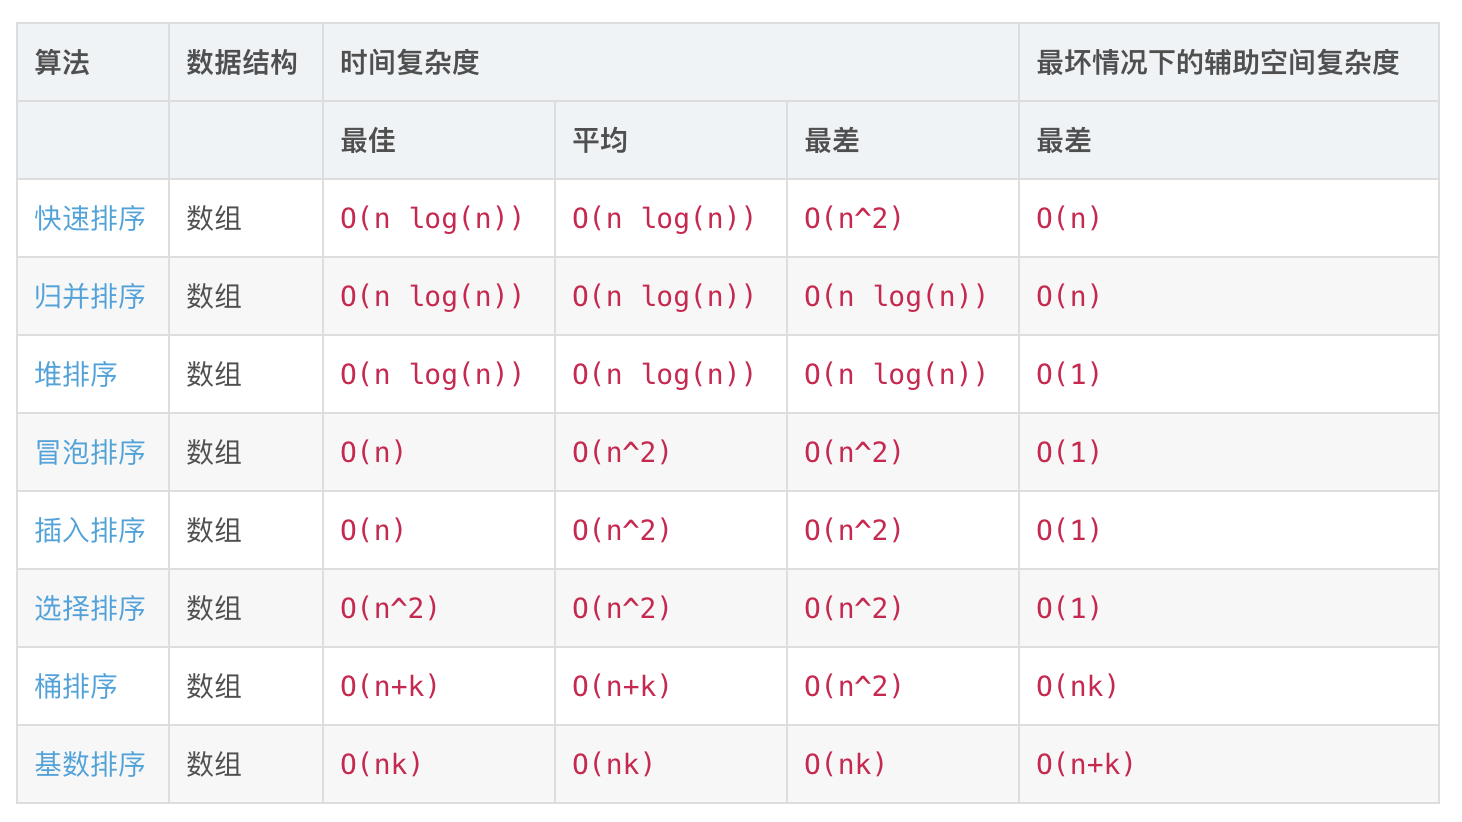 算法 数据结构 时间复杂度 最坏情况下的辅助空间复杂度
最佳 平均 最差 最差
快速排序 数组 O(n log(n)) O(n log(n)) O(n^2) O(n)
归并排序 数组 O(n log(n)) O(n log(n)) O(n log(n)) O(n)
堆排序 数组 O(n log(n)) O(n log(n)) O(n log(n)) O(1)
冒泡排序 数组 O(n) O(n^2) O(n^2) O(1)
插入排序 数组 O(n) O(n^2) O(n^2) O(1)
选择排序 数组 O(n^2) O(n^2) O(n^2) O(1)
桶排序 数组 O(n+k) O(n+k) O(n^2) O(nk)
基数排序 数组 O(nk) O(nk) O(nk) O(n+k)